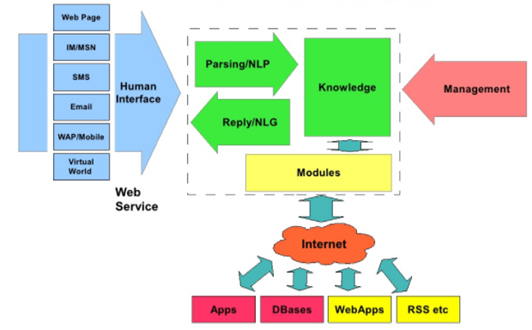 Web Page
IM/MSN
SMS
Email
WAP/Mobile
Virtual
World
Human
Interface
Web
Service
Parsing/NLP
Reply/NLG
Knowledge
Modules
Management
Internet
Apps
DBases
WebApps
RSS etc